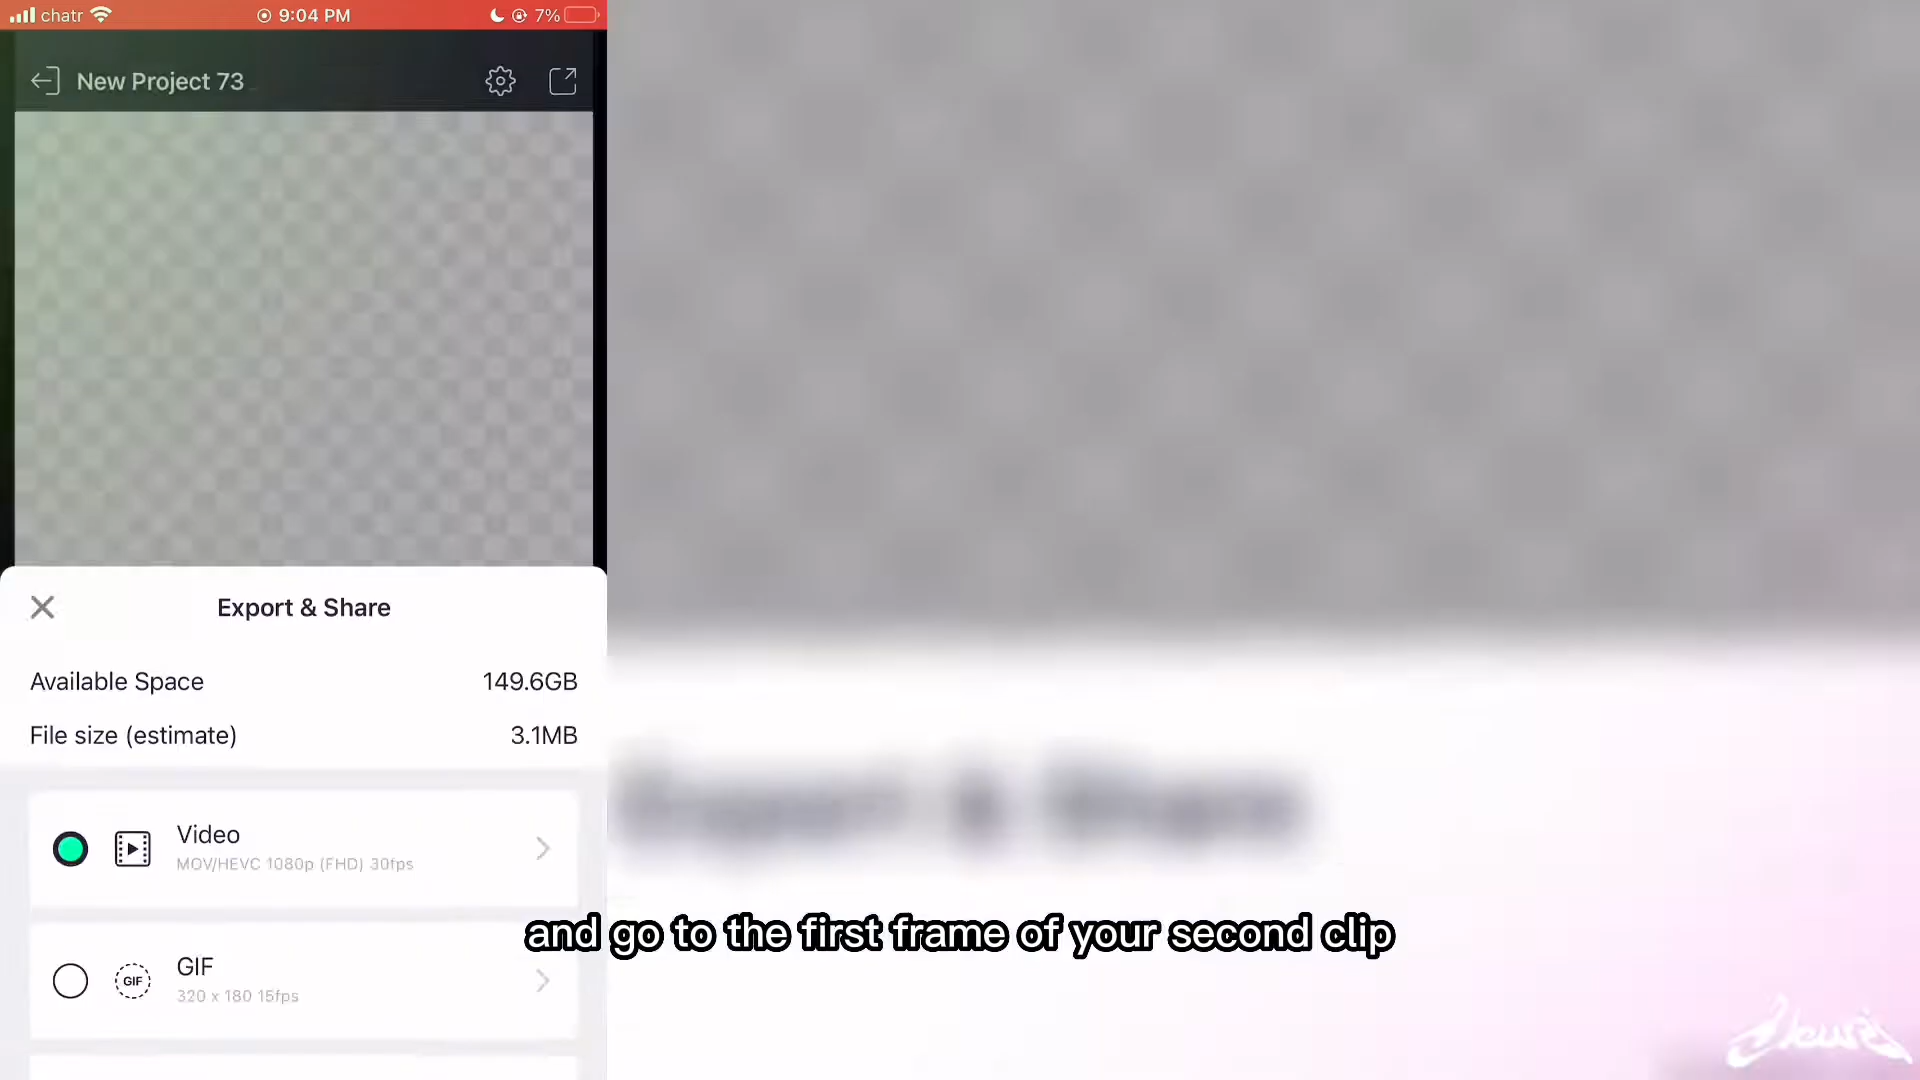 chatr 9:04 PM 7%
New Project 73
Export & Share
Available Space 149.6GB
File size (estimate) 3.1MB
Video
MOV/HEVC 1080p (FHD) 30fps
Export & Share
and go to the first frame of your second clip
GIF
GIF
320 x 180 15fps